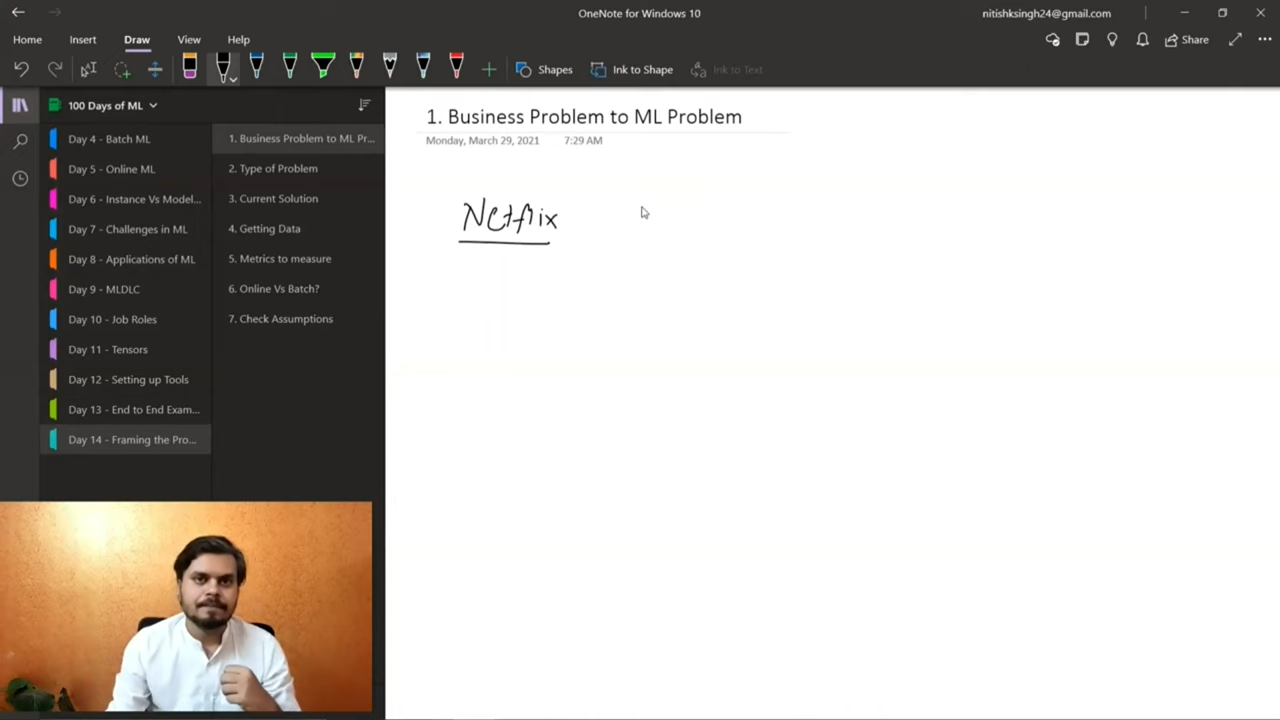 OneNote for Windows 10
nitishksingh24@gmail.com
Home
Insert
Draw
View
Help
Share
Shapes
Ink to Shape
Ink to Text
100 Days of ML
Day 4 - Batch ML
Day 5 - Online ML
Day 6 - Instance Vs Model...
Day 7 - Challenges in ML
Day 8 - Applications of ML
Day 9 - MLDLC
Day 10 - Job Roles
Day 11 - Tensors
Day 12 - Setting up Tools
Day 13 - End to End Exam...
Day 14 - Framing the Pro...
1. Business Problem to ML Pr...
2. Type of Problem
3. Current Solution
4. Getting Data
5. Metrics to measure
6. Online Vs Batch?
7. Check Assumptions
1. Business Problem to ML Problem
Monday, March 29, 2021 7:29 AM
Netflix